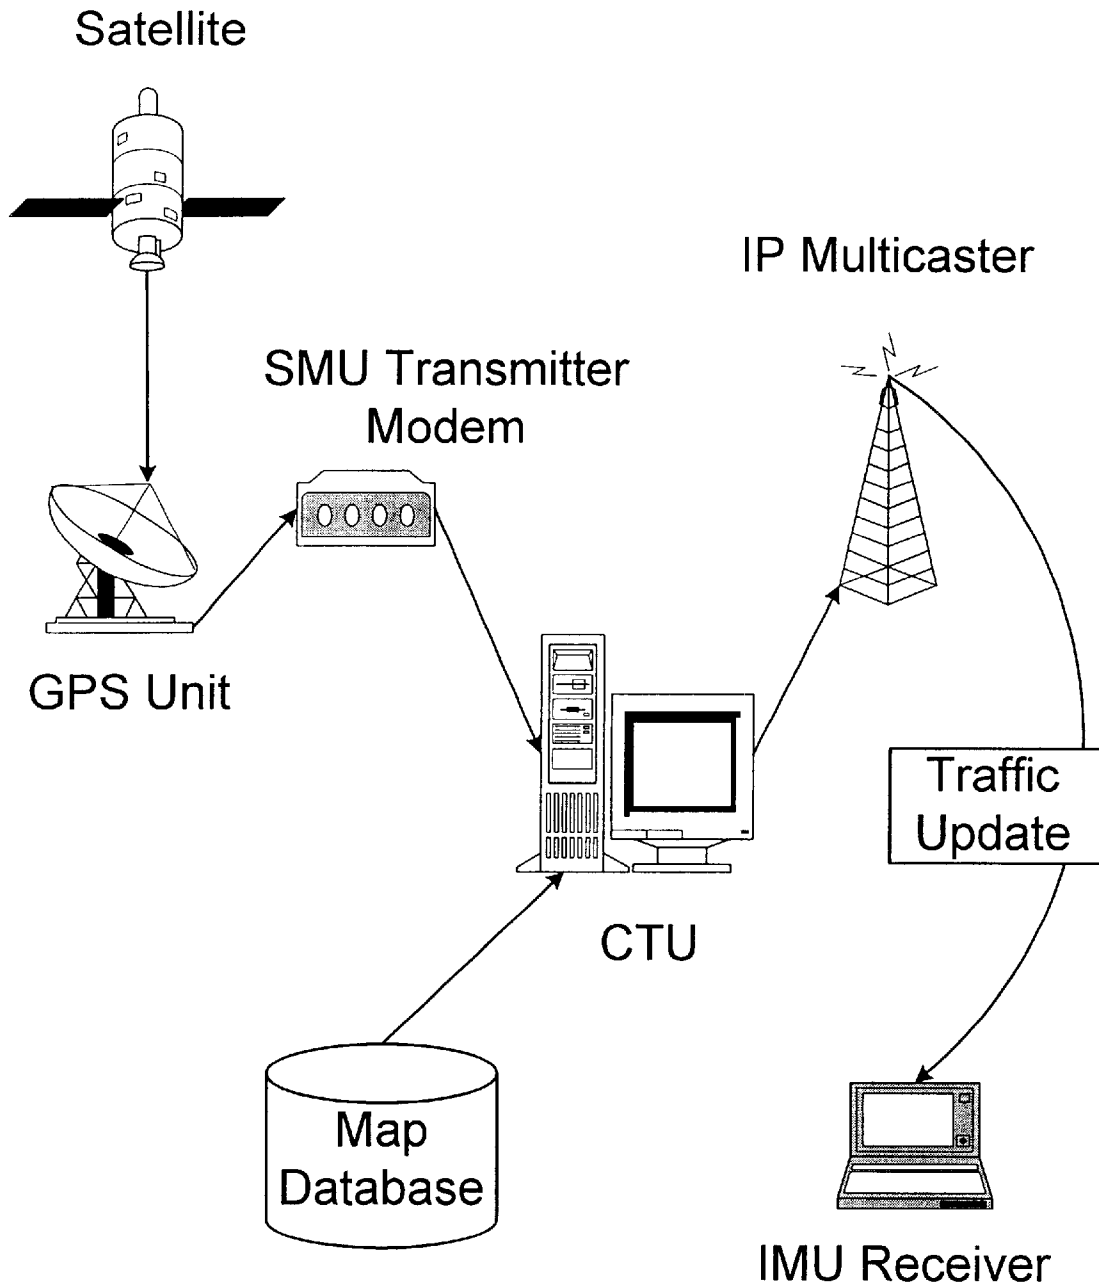 Satellite
IP Multicaster
SMU Transmitter
Modem
GPS Unit
Traffic
Update
CTU
Map
Database
IMU Receiver